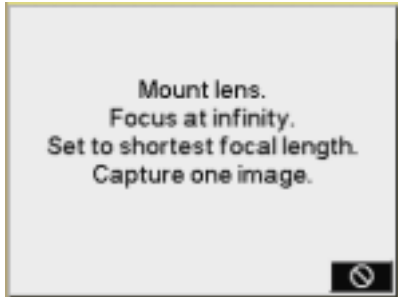 Mount lens.
Focus at infinity.
Set to shortest focal length.
Capture one image.